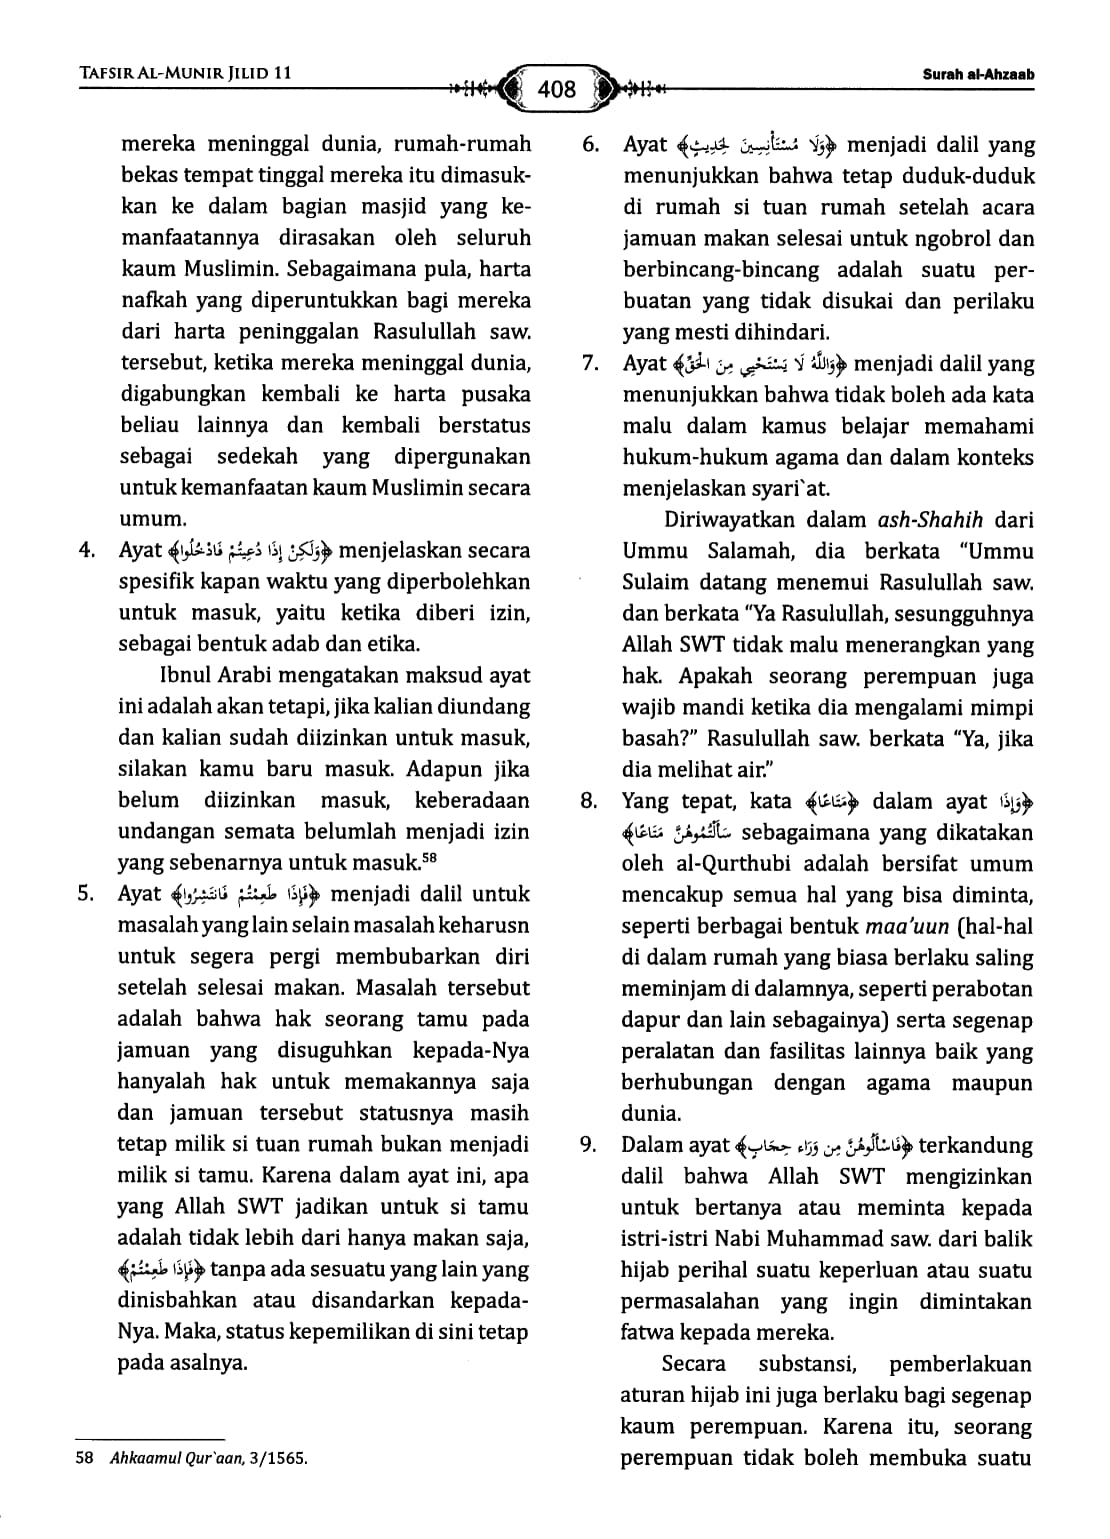 TAFSIR AL-MUNIR JILID 11
408
Surah al-Ahzaab
mereka meninggal dunia, rumah-rumah
bekas tempat tinggal mereka itu dimasuk-
kan ke dalam bagian masjid yang ke-
manfaatannya dirasakan oleh seluruh
kaum Muslimin. Sebagaimana pula, harta
nafkah yang diperuntukkan bagi mereka
dari harta peninggalan Rasulullah saw.
tersebut, ketika mereka meninggal dunia,
digabungkan kembali ke harta pusaka
beliau lainnya dan kembali berstatus
sebagai sedekah yang dipergunakan
untuk kemanfaatan kaum Muslimin secara
umum.
4. Ayat ﴿وَلَكِنْ إِذَا دُعِيتُمْ فَادْخُلُوا﴾ menjelaskan secara
spesifik kapan waktu yang diperbolehkan
untuk masuk, yaitu ketika diberi izin,
sebagai bentuk adab dan etika.
Ibnul Arabi mengatakan maksud ayat
ini adalah akan tetapi, jika kalian diundang
dan kalian sudah diizinkan untuk masuk,
silakan kamu baru masuk. Adapun jika
belum diizinkan masuk, keberadaan
undangan semata belumlah menjadi izin
yang sebenarnya untuk masuk.58
5. Ayat ﴿فَإِذَا طَعِمْتُمْ فَانْتَشِرُوا﴾ menjadi dalil untuk
masalah yang lain selain masalah keharusn
untuk segera pergi membubarkan diri
setelah selesai makan. Masalah tersebut
adalah bahwa hak seorang tamu pada
jamuan yang disuguhkan kepada-Nya
hanyalah hak untuk memakannya saja
dan jamuan tersebut statusnya masih
tetap milik si tuan rumah bukan menjadi
milik si tamu. Karena dalam ayat ini, apa
yang Allah SWT jadikan untuk si tamu
adalah tidak lebih dari hanya makan saja,
﴿فَإِذَا طَعِمْتُمْ﴾ tanpa ada sesuatu yang lain yang
dinisbahkan atau disandarkan kepada-
Nya. Maka, status kepemilikan di sini tetap
pada asalnya.
58 Ahkaamul Qur`aan, 3/1565.
6. Ayat ﴿وَلَا مُسْتَأْنِسِينَ لِحَدِيثٍ﴾ menjadi dalil yang
menunjukkan bahwa tetap duduk-duduk
di rumah si tuan rumah setelah acara
jamuan makan selesai untuk ngobrol dan
berbincang-bincang adalah suatu per-
buatan yang tidak disukai dan perilaku
yang mesti dihindari.
7. Ayat ﴿وَاللَّهُ لَا يَسْتَحْيِي مِنَ الْحَقِّ﴾ menjadi dalil yang
menunjukkan bahwa tidak boleh ada kata
malu dalam kamus belajar memahami
hukum-hukum agama dan dalam konteks
menjelaskan syari`at.
Diriwayatkan dalam ash-Shahih dari
Ummu Salamah, dia berkata “Ummu
Sulaim datang menemui Rasulullah saw.
dan berkata “Ya Rasulullah, sesungguhnya
Allah SWT tidak malu menerangkan yang
hak. Apakah seorang perempuan juga
wajib mandi ketika dia mengalami mimpi
basah?” Rasulullah saw. berkata “Ya, jika
dia melihat air.”
8. Yang tepat, kata ﴿مَتَاعًا﴾ dalam ayat ﴿وَإِذَا
سَأَلْتُمُوهُنَّ مَتَاعًا﴾ sebagaimana yang dikatakan
oleh al-Qurthubi adalah bersifat umum
mencakup semua hal yang bisa diminta,
seperti berbagai bentuk maa’uun (hal-hal
di dalam rumah yang biasa berlaku saling
meminjam di dalamnya, seperti perabotan
dapur dan lain sebagainya) serta segenap
peralatan dan fasilitas lainnya baik yang
berhubungan dengan agama maupun
dunia.
9. Dalam ayat ﴿فَاسْأَلُوهُنَّ مِن وَرَاء حِجَابٍ﴾ terkandung
dalil bahwa Allah SWT mengizinkan
untuk bertanya atau meminta kepada
istri-istri Nabi Muhammad saw. dari balik
hijab perihal suatu keperluan atau suatu
permasalahan yang ingin dimintakan
fatwa kepada mereka.
Secara substansi, pemberlakuan
aturan hijab ini juga berlaku bagi segenap
kaum perempuan. Karena itu, seorang
perempuan tidak boleh membuka suatu